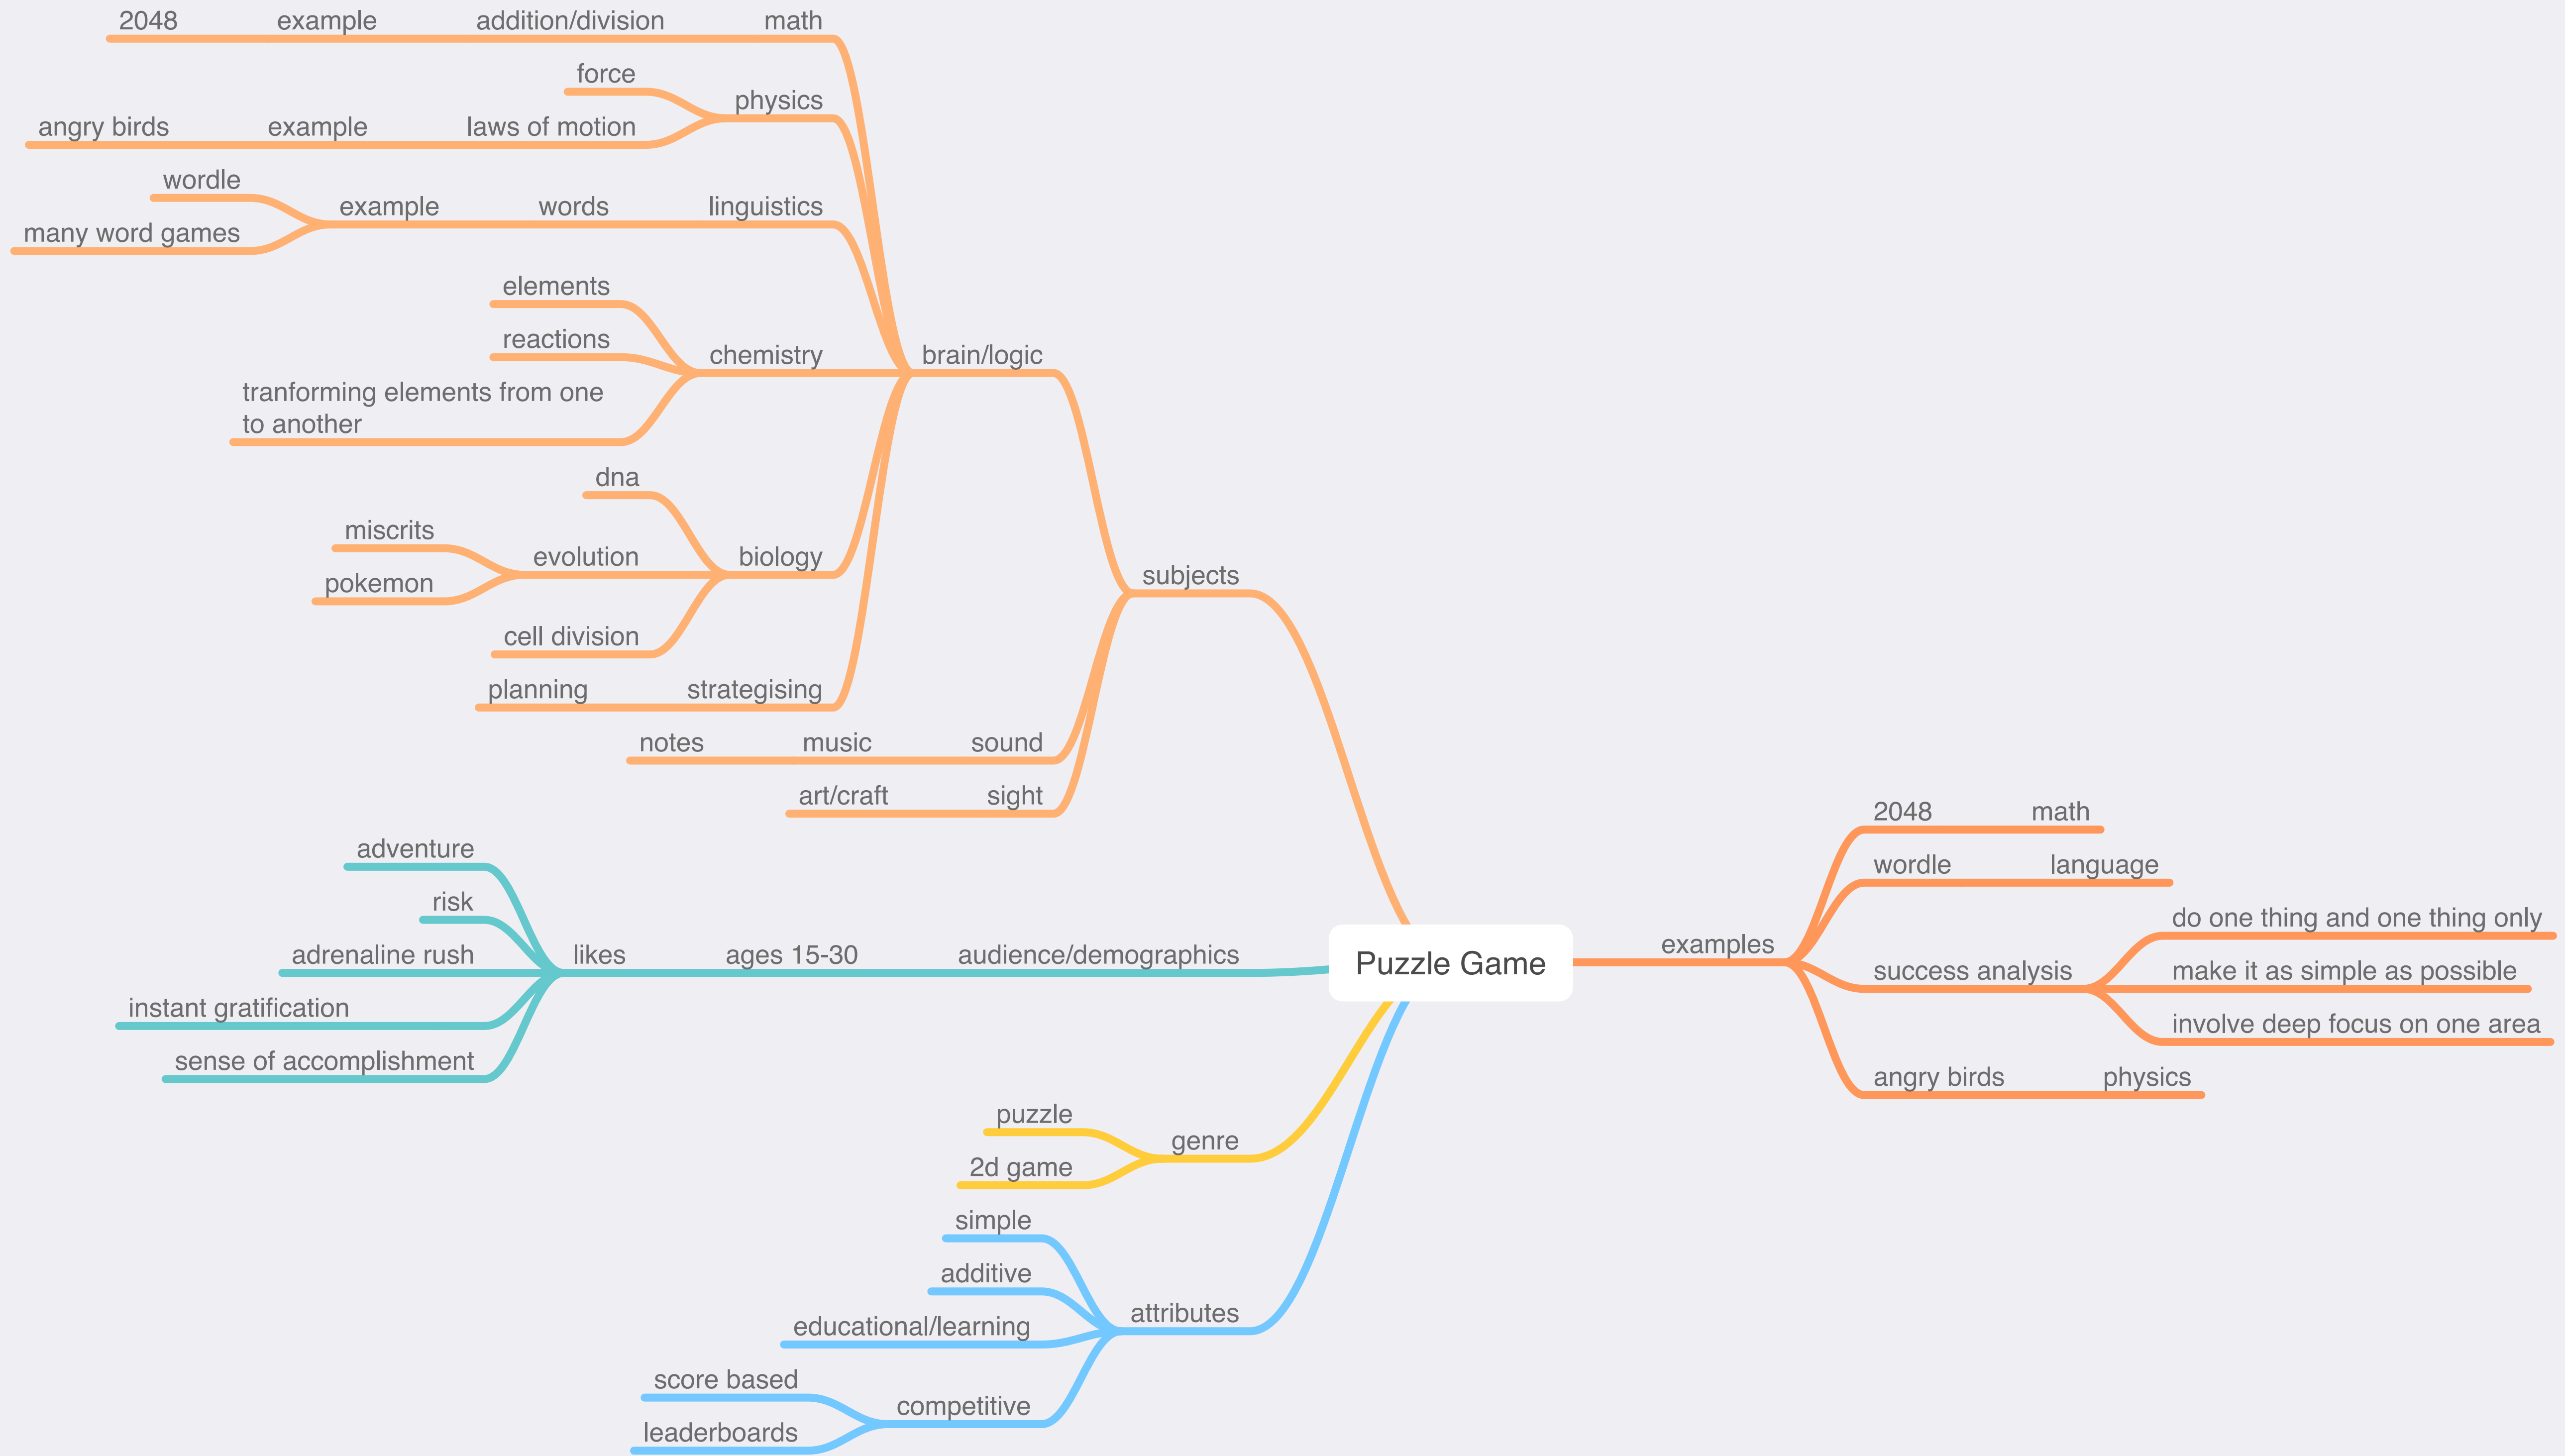 2048 example addition/division math
force
physics
angry birds example laws of motion
wordle
example words linguistics
many word games
elements
reactions
chemistry
brain/logic
tranforming elements from one
to another
dna
miscrits
evolution
biology
pokemon
subjects
cell division
planning strategising
notes music sound
art/craft sight
adventure
risk
adrenaline rush
likes ages 15-30 audience/demographics
instant gratification
sense of accomplishment
Puzzle Game
puzzle
genre
2d game
simple
additive
attributes
educational/learning
score based
competitive
leaderboards
examples
2048 math
wordle language
do one thing and one thing only
success analysis
make it as simple as possible
involve deep focus on one area
angry birds physics